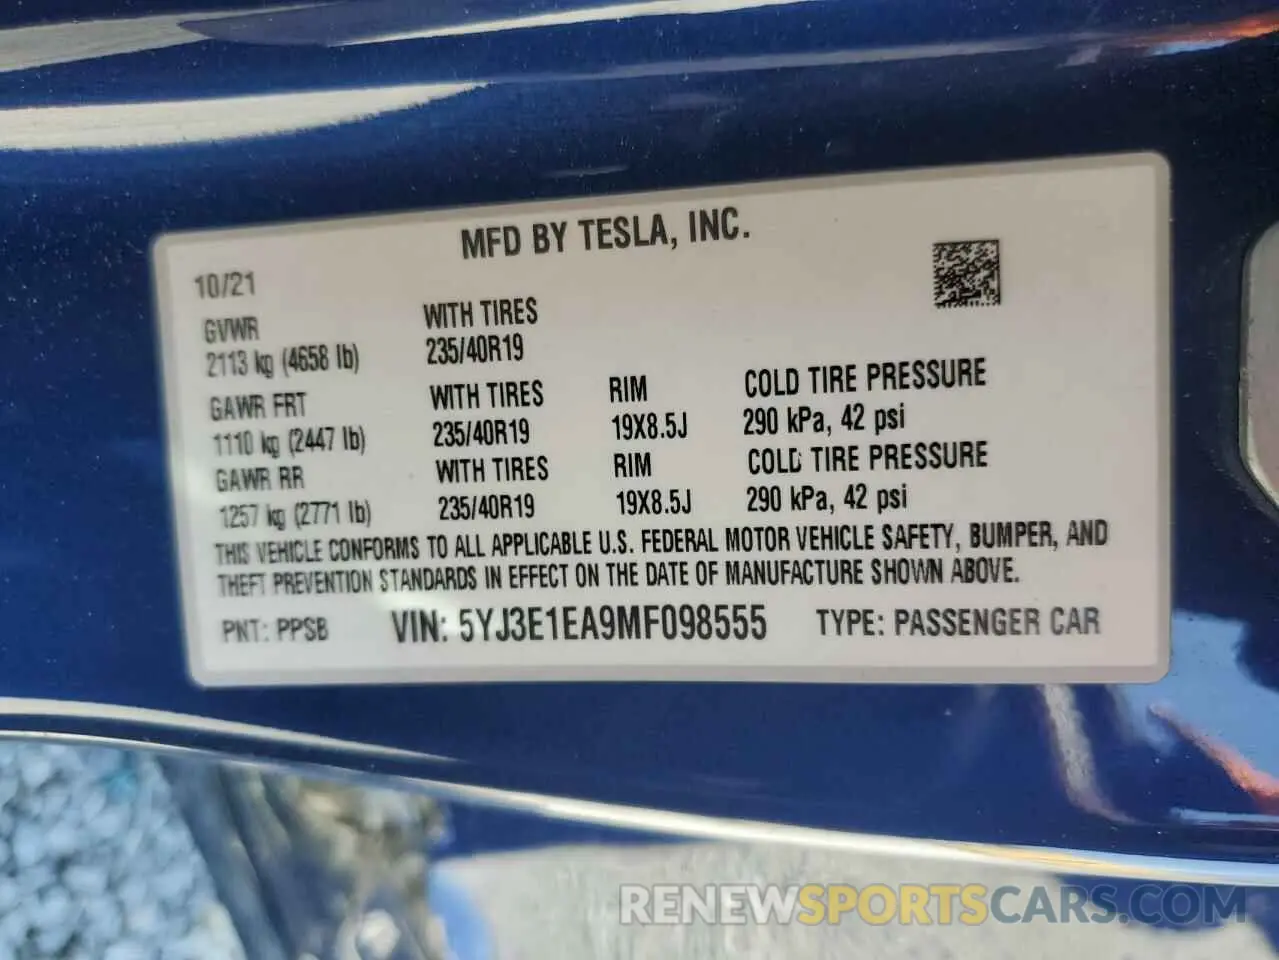 MFD BY TESLA, INC.
10/21
GVWR WITH TIRES
2113 kg (4658 lb) 235/40R19
GAWR FRT WITH TIRES RIM COLD TIRE PRESSURE
1110 kg (2447 lb) 235/40R19 19X8.5J 290 kPa, 42 psi
GAWR RR WITH TIRES RIM COLD TIRE PRESSURE
1257 kg (2771 lb) 235/40R19 19X8.5J 290 kPa, 42 psi
THIS VEHICLE CONFORMS TO ALL APPLICABLE U.S. FEDERAL MOTOR VEHICLE SAFETY, BUMPER, AND
THEFT PREVENTION STANDARDS IN EFFECT ON THE DATE OF MANUFACTURE SHOWN ABOVE.
PNT: PPSB VIN: 5YJ3E1EA9MF098555 TYPE: PASSENGER CAR
RENEWSPORTSCARS.COM